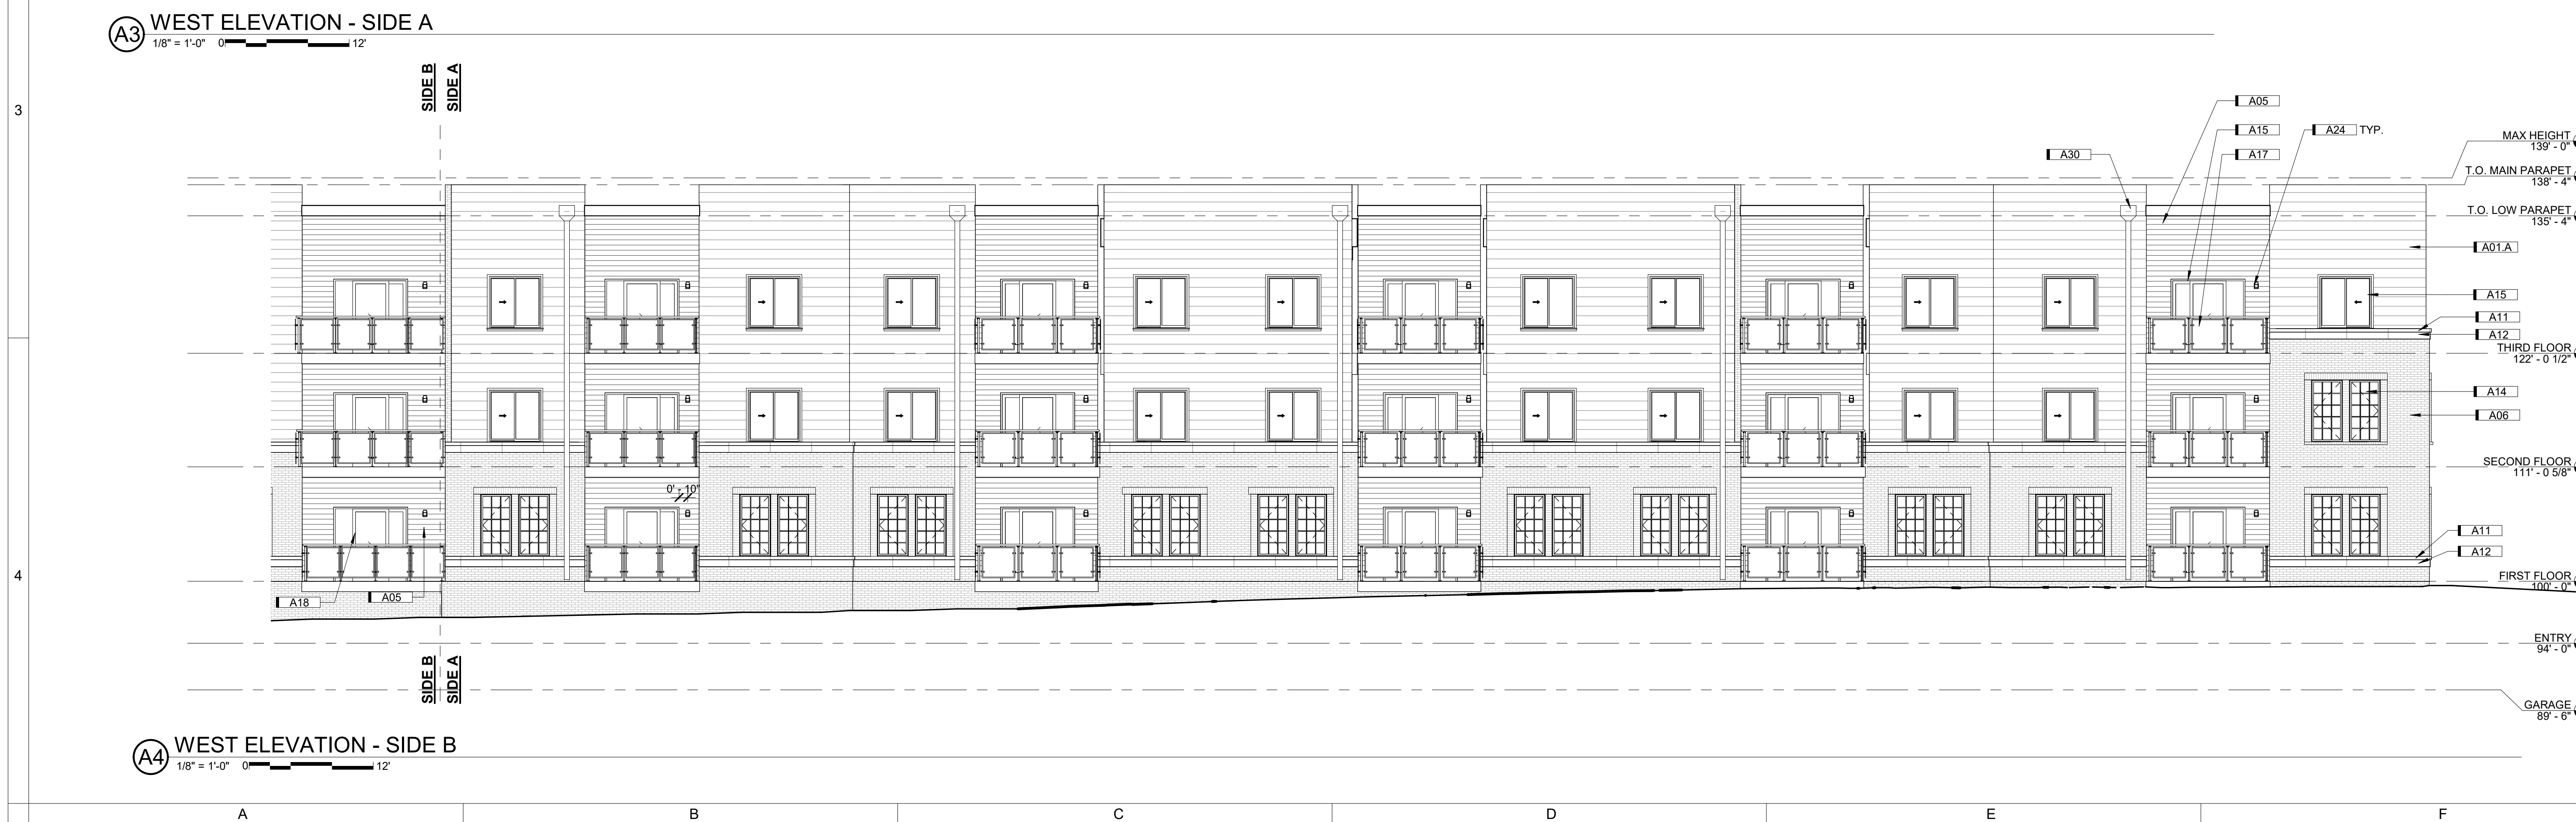 A3
WEST ELEVATION - SIDE A
1/8" = 1'-0" 0 12'
SIDE B
SIDE A
3
A05
A15
A24 TYP.
A30
A17
MAX HEIGHT
139' - 0"
T.O. MAIN PARAPET
138' - 4"
T.O. LOW PARAPET
135' - 4"
A01.A
A15
A11
A12
THIRD FLOOR
122' - 0 1/2"
A14
A06
SECOND FLOOR
111' - 0 5/8"
0' - 10"
A11
A12
4
FIRST FLOOR
100' - 0"
A18
A05
ENTRY
94' - 0"
SIDE B
SIDE A
GARAGE
89' - 6"
A4
WEST ELEVATION - SIDE B
1/8" = 1'-0" 0 12'
A B C D E F